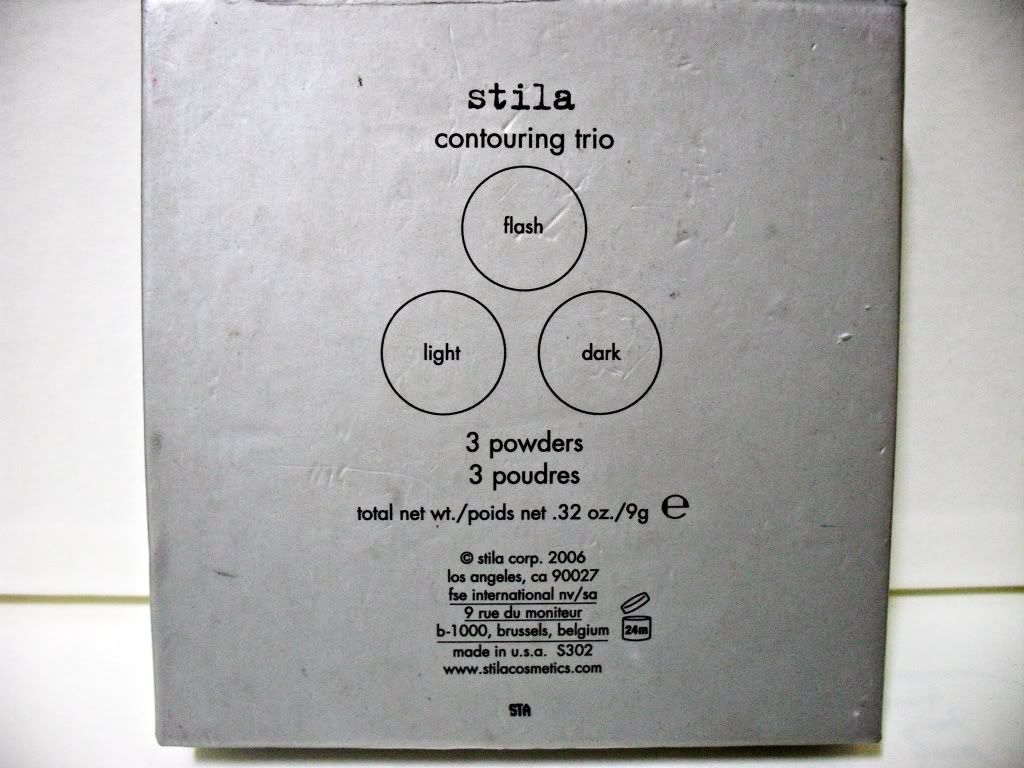 stila
contouring trio
flash
light
dark
3 powders
3 poudres
total net wt./poids net .32 oz./9g ℮
© stila corp. 2006
los angeles, ca 90027
fse international nv/sa
9 rue du moniteur
b-1000, brussels, belgium
24m
made in u.s.a. S302
www.stilacosmetics.com
STA